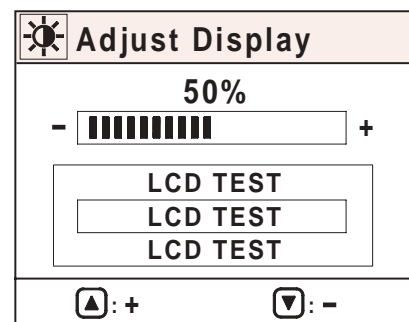 Adjust Display
50%
- +
LCD TEST
LCD TEST
LCD TEST
▲: + ▼: -